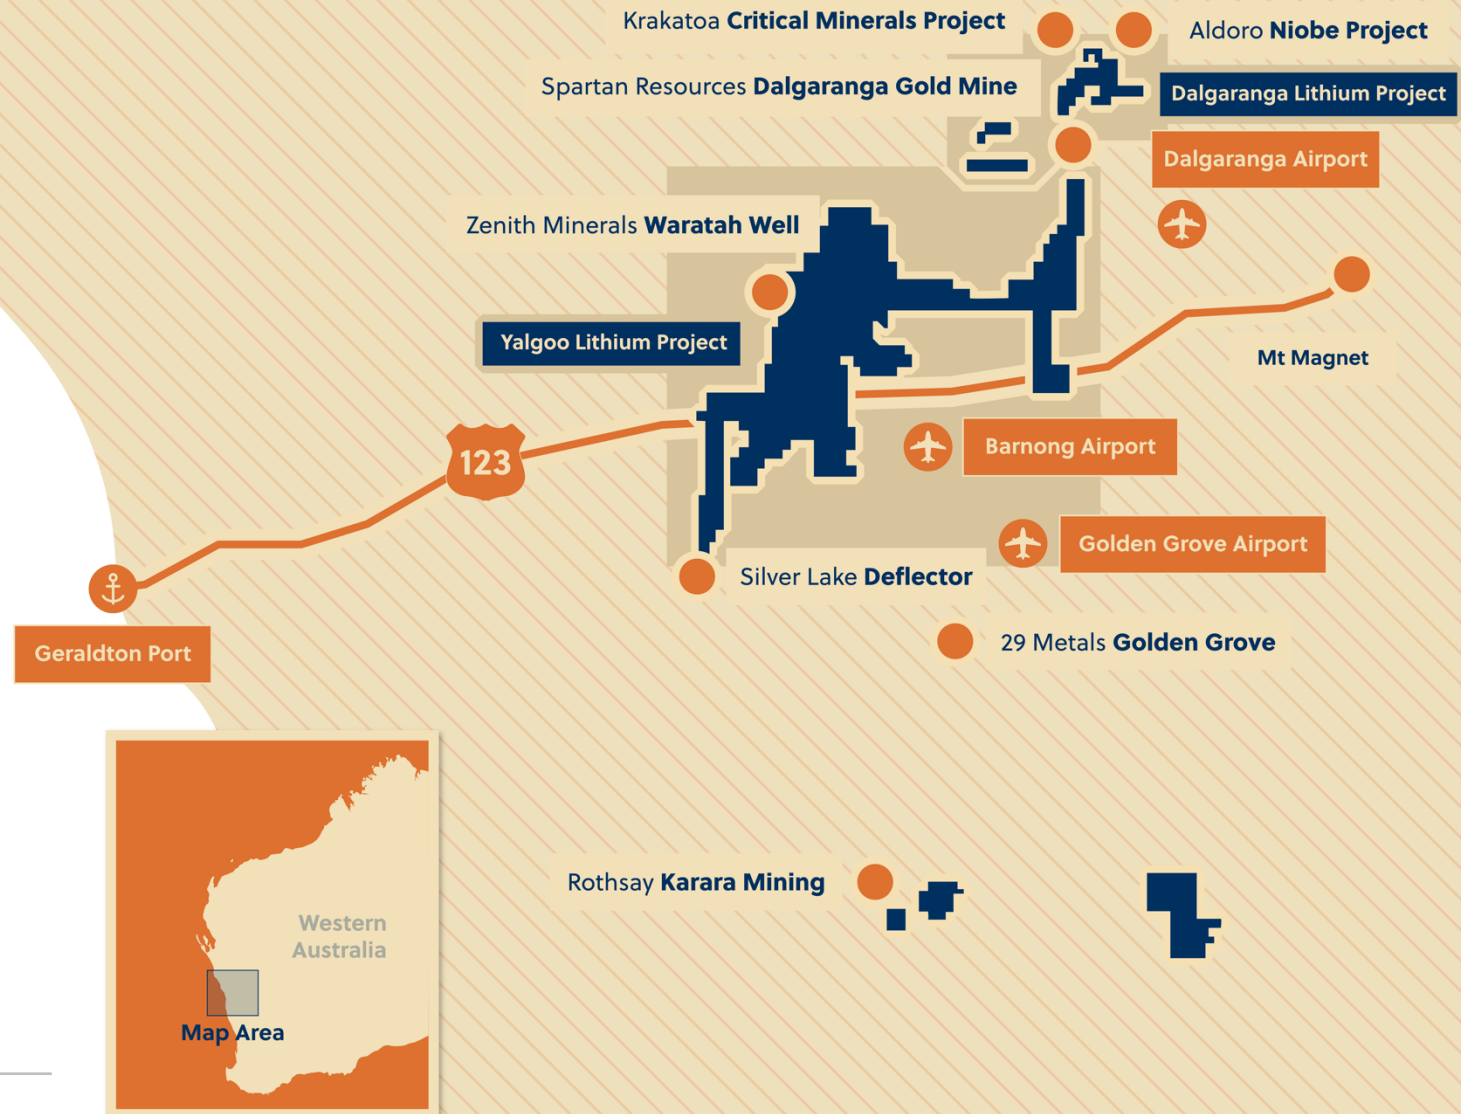 Krakatoa Critical Minerals Project
Aldoro Niobe Project
Spartan Resources Dalgaranga Gold Mine
Dalgaranga Lithium Project
Dalgaranga Airport
Zenith Minerals Waratah Well
Yalgoo Lithium Project
Mt Magnet
123
Barnong Airport
Golden Grove Airport
Silver Lake Deflector
Geraldton Port
29 Metals Golden Grove
Rothsay Karara Mining
Western
Australia
Map Area